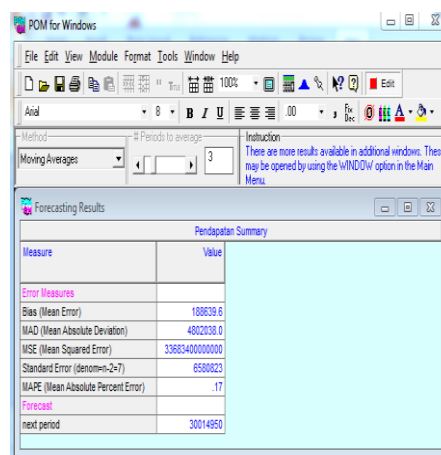 POM for Windows
File Edit View Module Format Tools Window Help
100% Edit
Arial 8 B I U .00 , Fix Dec 0 A
Method # Periods to average Instruction
Moving Averages 3 There are more results available in additional windows. Thes
may be opened by using the WINDOW option in the Main
Menu.
Forecasting Results
Pendapatan Summary
Measure Value
Error Measures
Bias (Mean Error) 188639.6
MAD (Mean Absolute Deviation) 4802038.0
MSE (Mean Squared Error) 33683400000000
Standard Error (denom=n-2=7) 6580823
MAPE (Mean Absolute Percent Error) .17
Forecast
next period 30014950